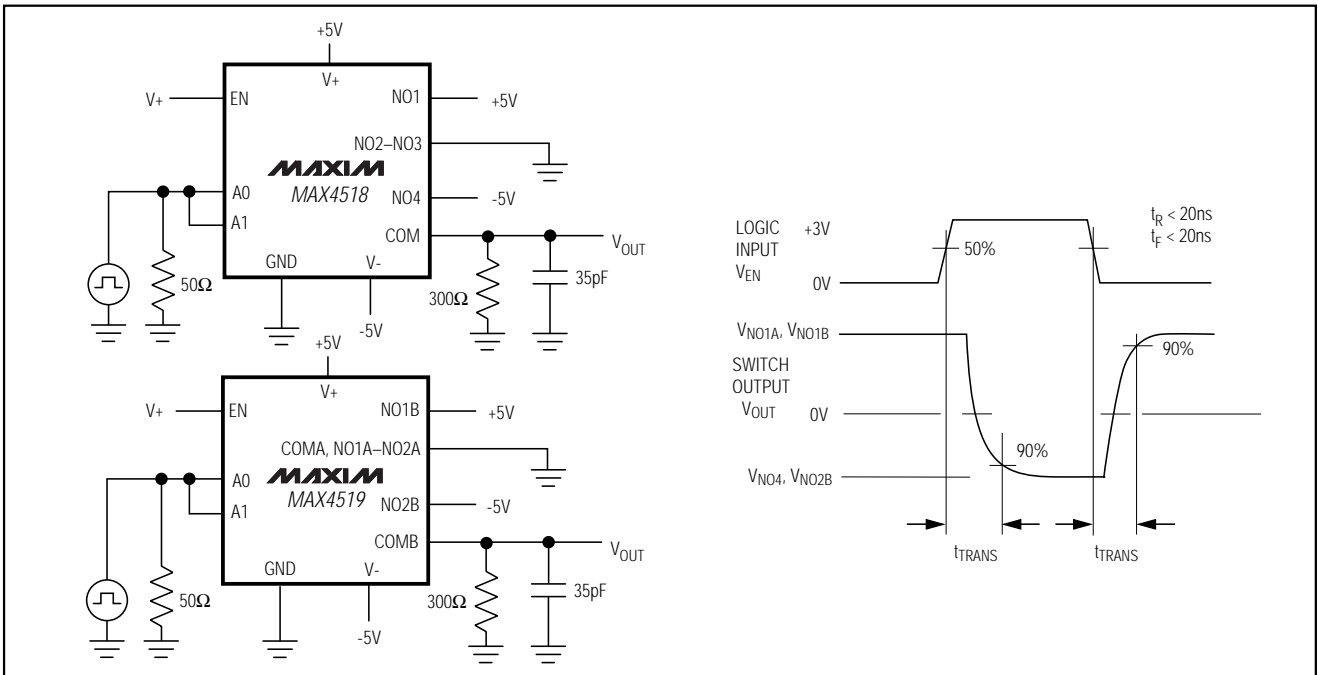 +5V
V+
V+
EN
NO1
+5V
NO2–NO3
MAXIM
MAX4518
A0
A1
NO4
-5V
COM
VOUT
GND
V-
50Ω
-5V
300Ω
35pF
+5V
V+
V+
EN
NO1B
+5V
COMA, NO1A–NO2A
MAXIM
MAX4519
A0
A1
NO2B
-5V
COMB
VOUT
GND
V-
50Ω
-5V
300Ω
35pF
LOGIC
INPUT
VEN
+3V
0V
50%
tR < 20ns
tF < 20ns
VNO1A, VNO1B
SWITCH
OUTPUT
VOUT
0V
90%
90%
VNO4, VNO2B
tTRANS
tTRANS